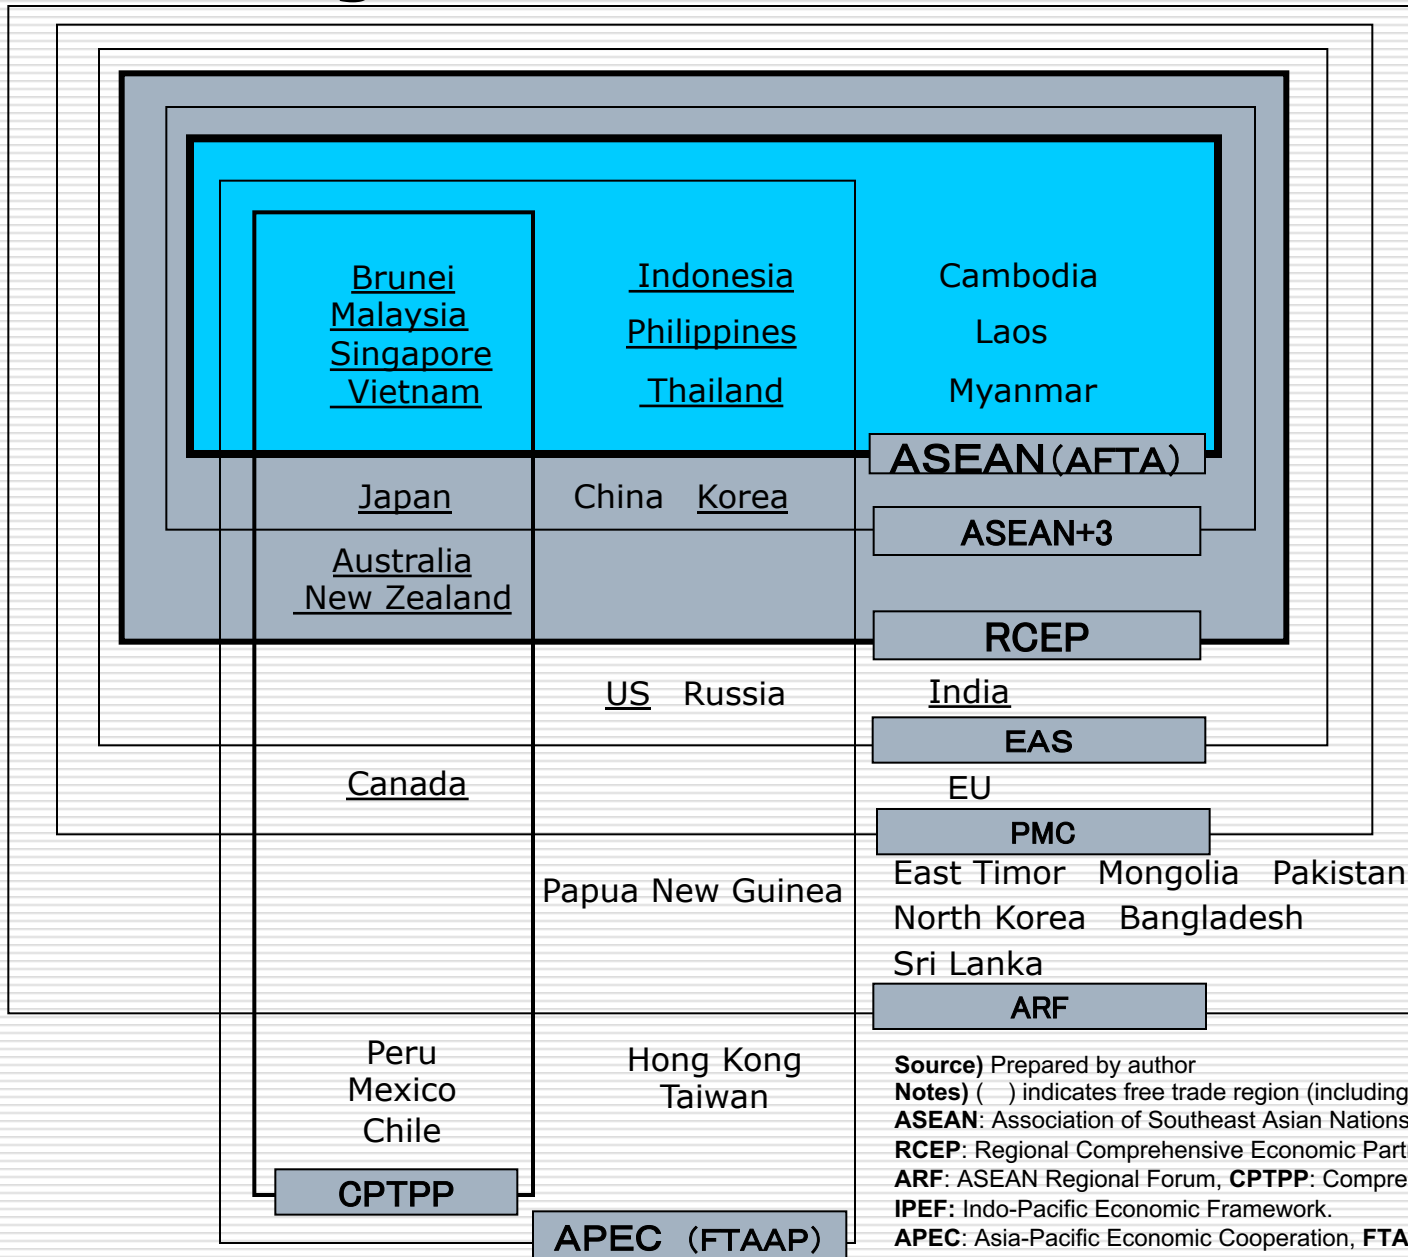 Brunei
Malaysia
Singapore
Vietnam
Indonesia
Philippines
Thailand
Cambodia
Laos
Myanmar
ASEAN(AFTA)
Japan
China Korea
ASEAN+3
Australia
New Zealand
RCEP
US Russia
India
EAS
Canada
EU
PMC
Papua New Guinea
East Timor Mongolia Pakistan
North Korea Bangladesh
Sri Lanka
ARF
Peru
Mexico
Chile
Hong Kong
Taiwan
CPTPP
APEC (FTAAP)
Source) Prepared by author
Notes) ( ) indicates free trade region (including
ASEAN: Association of Southeast Asian Nations
RCEP: Regional Comprehensive Economic Part
ARF: ASEAN Regional Forum, CPTPP: Compre
IPEF: Indo-Pacific Economic Framework.
APEC: Asia-Pacific Economic Cooperation, FTA